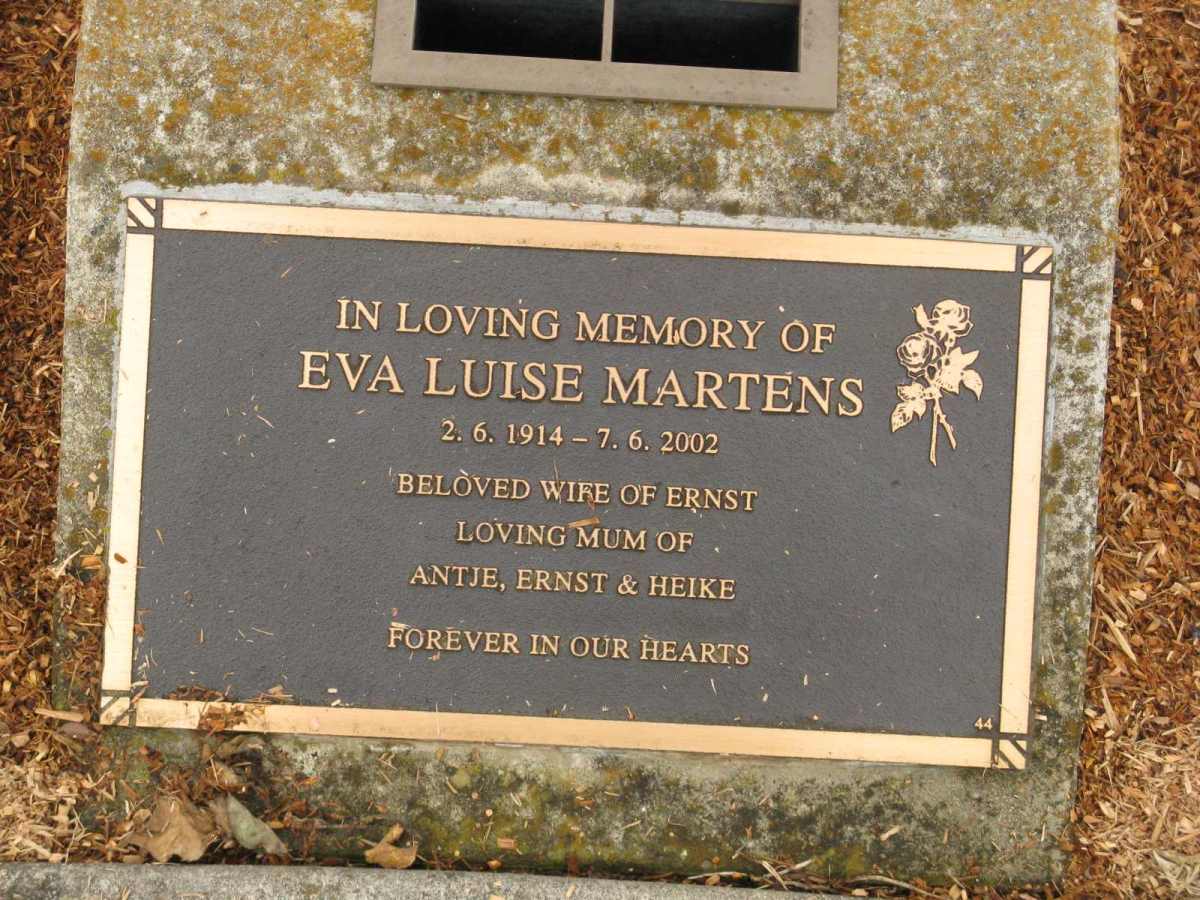 IN LOVING MEMORY OF
EVA LUISE MARTENS
2. 6. 1914 – 7. 6. 2002
BELOVED WIFE OF ERNST
LOVING MUM OF
ANTJE, ERNST & HEIKE
FOREVER IN OUR HEARTS
44